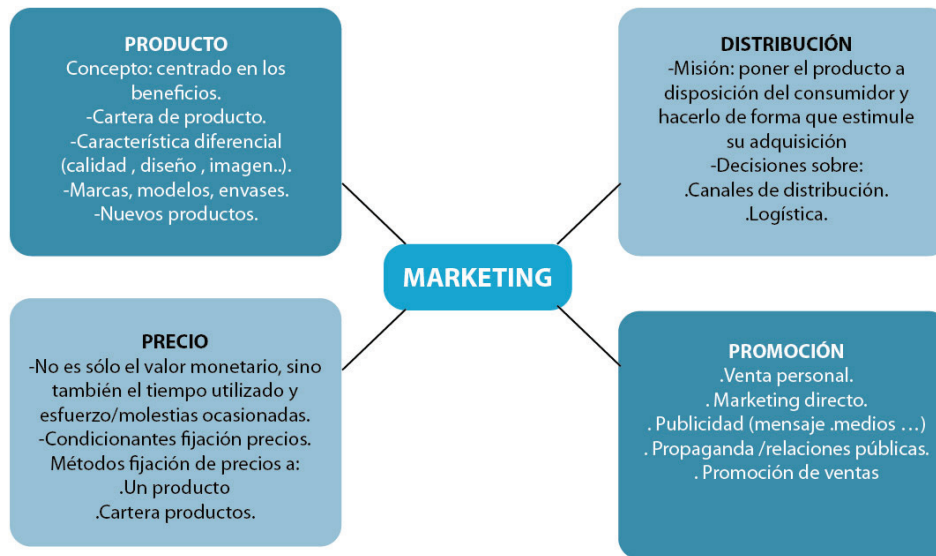 PRODUCTO
Concepto: centrado en los
beneficios.
-Cartera de producto.
-Característica diferencial
(calidad , diseño , imagen..).
-Marcas, modelos, envases.
-Nuevos productos.
DISTRIBUCIÓN
-Misión: poner el producto a
disposición del consumidor y
hacerlo de forma que estimule
su adquisición
-Decisiones sobre:
.Canales de distribución.
.Logística.
MARKETING
PRECIO
-No es sólo el valor monetario, sino
también el tiempo utilizado y
esfuerzo/molestias ocasionadas.
-Condicionantes fijación precios.
Métodos fijación de precios a:
.Un producto
.Cartera productos.
PROMOCIÓN
.Venta personal.
. Marketing directo.
. Publicidad (mensaje .medios …)
. Propaganda /relaciones públicas.
. Promoción de ventas